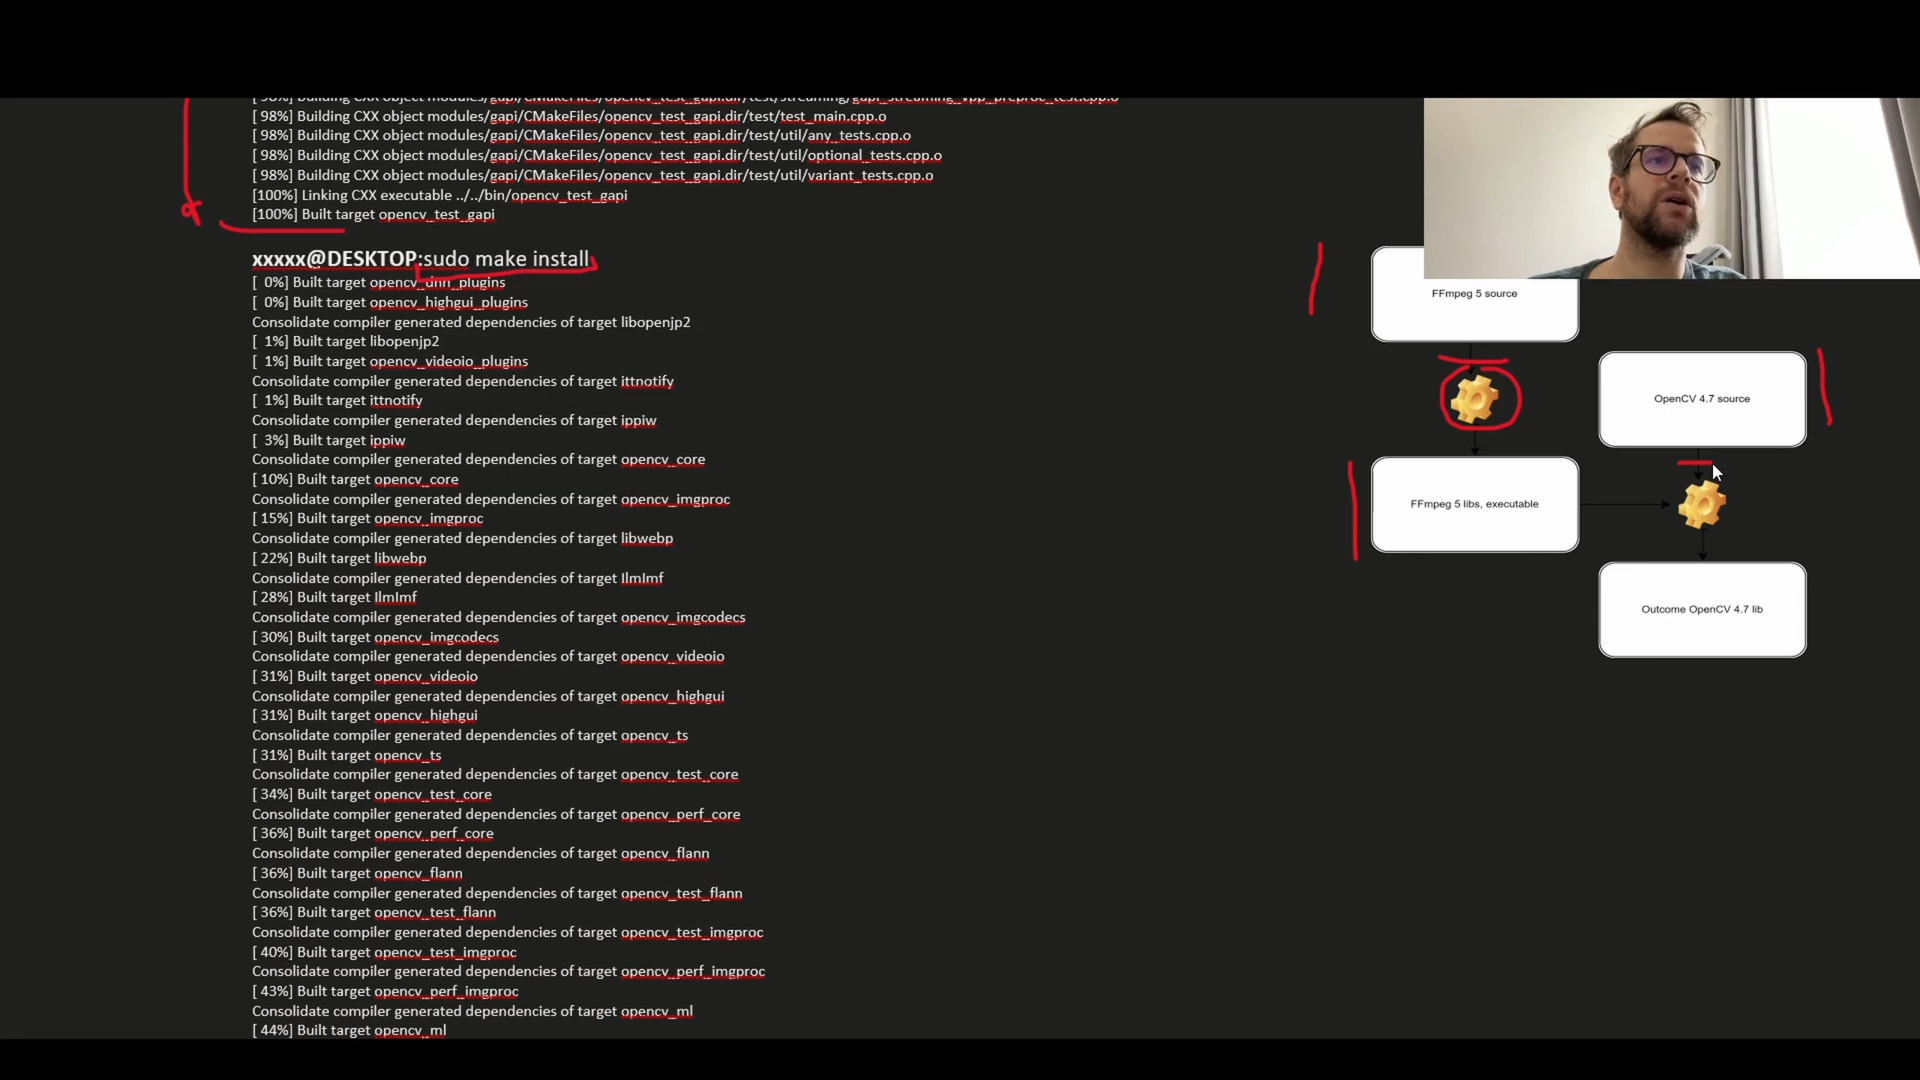 [ 98%] Building CXX object modules/gapi/CMakeFiles/opencv_test_gapi.dir/test/streaming/gapi_streaming_vpp_preproc_test.cpp.o
[ 98%] Building CXX object modules/gapi/CMakeFiles/opencv_test_gapi.dir/test/test_main.cpp.o
[ 98%] Building CXX object modules/gapi/CMakeFiles/opencv_test_gapi.dir/test/util/any_tests.cpp.o
[ 98%] Building CXX object modules/gapi/CMakeFiles/opencv_test_gapi.dir/test/util/optional_tests.cpp.o
[ 98%] Building CXX object modules/gapi/CMakeFiles/opencv_test_gapi.dir/test/util/variant_tests.cpp.o
[100%] Linking CXX executable ../../bin/opencv_test_gapi
[100%] Built target opencv_test_gapi
xxxxx@DESKTOP:sudo make install
[  0%] Built target opencv_dnn_plugins
[  0%] Built target opencv_highgui_plugins
Consolidate compiler generated dependencies of target libopenjp2
[  1%] Built target libopenjp2
[  1%] Built target opencv_videoio_plugins
Consolidate compiler generated dependencies of target ittnotify
[  1%] Built target ittnotify
Consolidate compiler generated dependencies of target ippiw
[  3%] Built target ippiw
Consolidate compiler generated dependencies of target opencv_core
[ 10%] Built target opencv_core
Consolidate compiler generated dependencies of target opencv_imgproc
[ 15%] Built target opencv_imgproc
Consolidate compiler generated dependencies of target libwebp
[ 22%] Built target libwebp
Consolidate compiler generated dependencies of target IlmImf
[ 28%] Built target IlmImf
Consolidate compiler generated dependencies of target opencv_imgcodecs
[ 30%] Built target opencv_imgcodecs
Consolidate compiler generated dependencies of target opencv_videoio
[ 31%] Built target opencv_videoio
Consolidate compiler generated dependencies of target opencv_highgui
[ 31%] Built target opencv_highgui
Consolidate compiler generated dependencies of target opencv_ts
[ 31%] Built target opencv_ts
Consolidate compiler generated dependencies of target opencv_test_core
[ 34%] Built target opencv_test_core
Consolidate compiler generated dependencies of target opencv_perf_core
[ 36%] Built target opencv_perf_core
Consolidate compiler generated dependencies of target opencv_flann
[ 36%] Built target opencv_flann
Consolidate compiler generated dependencies of target opencv_test_flann
[ 36%] Built target opencv_test_flann
Consolidate compiler generated dependencies of target opencv_test_imgproc
[ 40%] Built target opencv_test_imgproc
Consolidate compiler generated dependencies of target opencv_perf_imgproc
[ 43%] Built target opencv_perf_imgproc
Consolidate compiler generated dependencies of target opencv_ml
[ 44%] Built target opencv_ml
FFmpeg 5 source
OpenCV 4.7 source
FFmpeg 5 libs, executable
Outcome OpenCV 4.7 lib